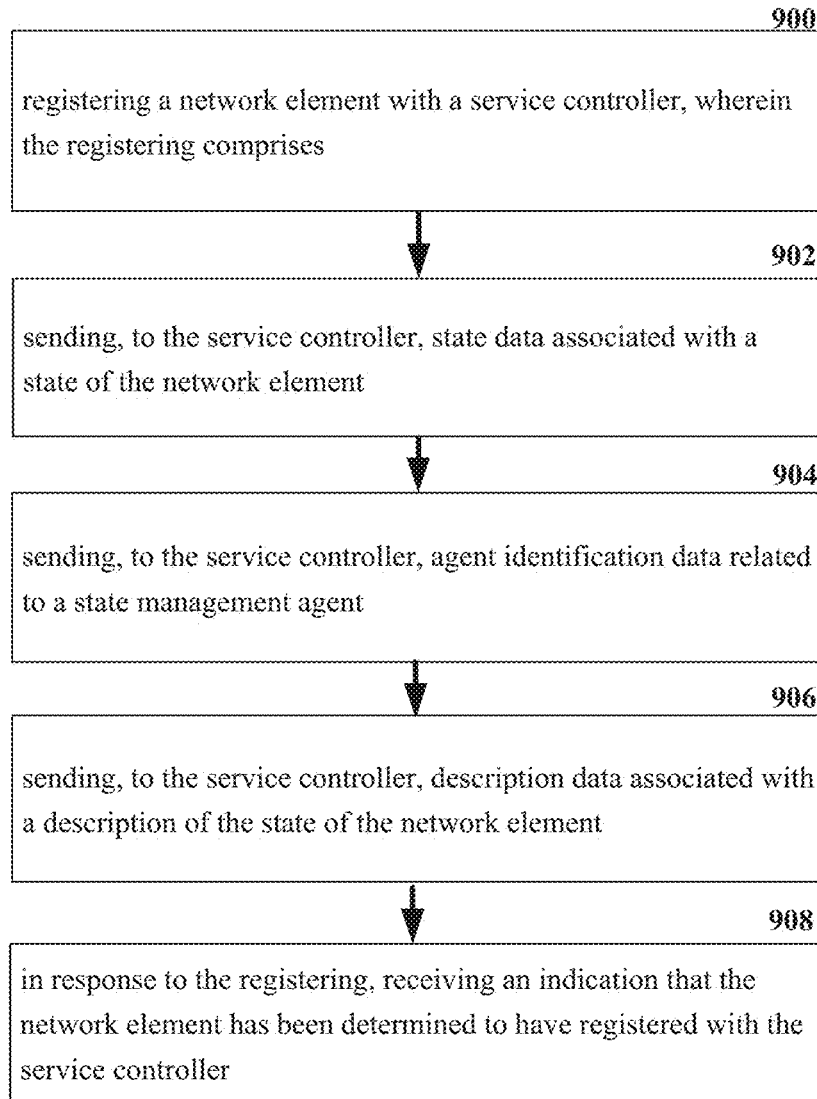 900
registering a network element with a service controller, wherein
the registering comprises
902
sending, to the service controller, state data associated with a
state of the network element
904
sending, to the service controller, agent identification data related
to a state management agent
906
sending, to the service controller, description data associated with
a description of the state of the network element
908
in response to the registering, receiving an indication that the
network element has been determined to have registered with the
service controller